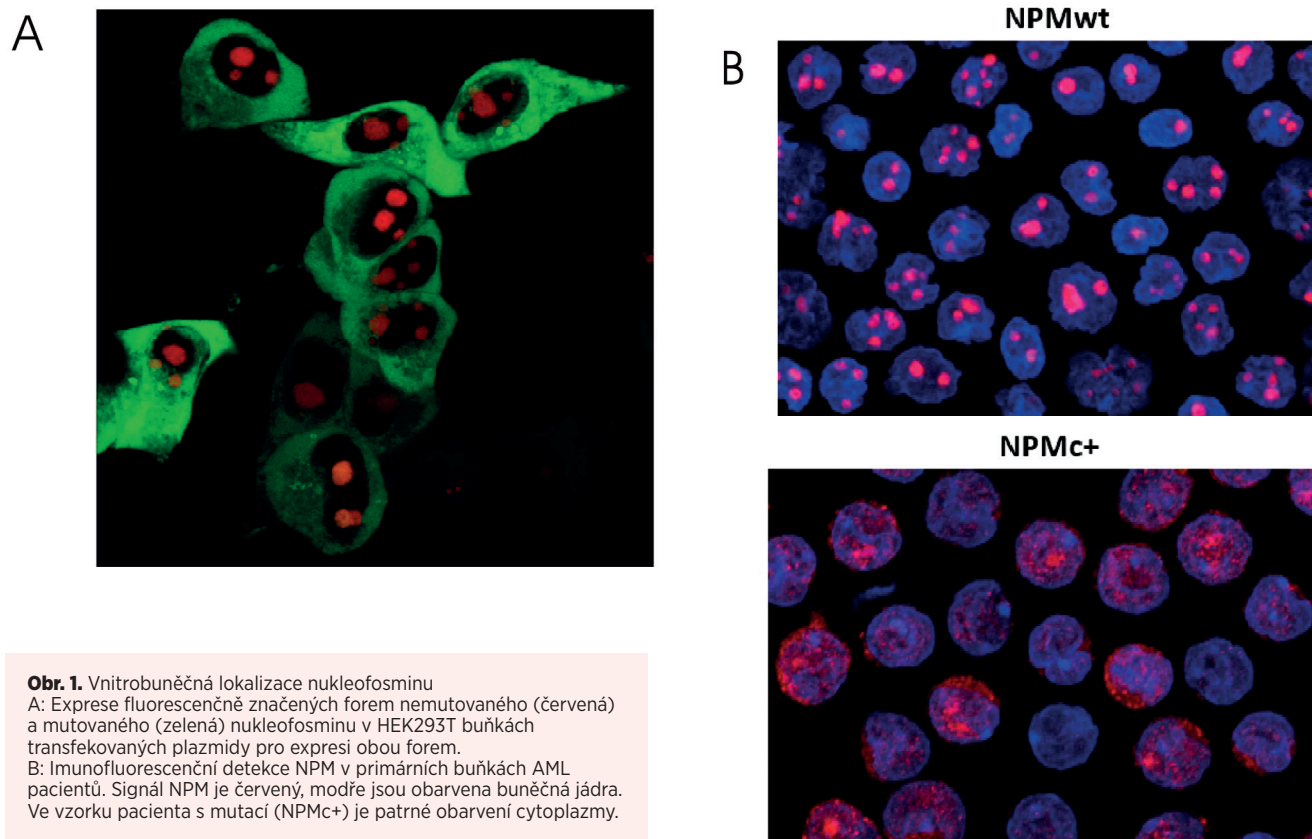 A
NPMwt
B
NPMc+
Obr. 1. Vnitrobuněčná lokalizace nukleofosminu
A: Exprese fluorescenčně značených forem nemutovaného (červená)
a mutovaného (zelená) nukleofosminu v HEK293T buňkách
transfekovaných plazmidy pro expresi obou forem.
B: Imunofluorescenční detekce NPM v primárních buňkách AML
pacientů. Signál NPM je červený, modře jsou obarvena buněčná jádra.
Ve vzorku pacienta s mutací (NPMc+) je patrné obarvení cytoplazmy.